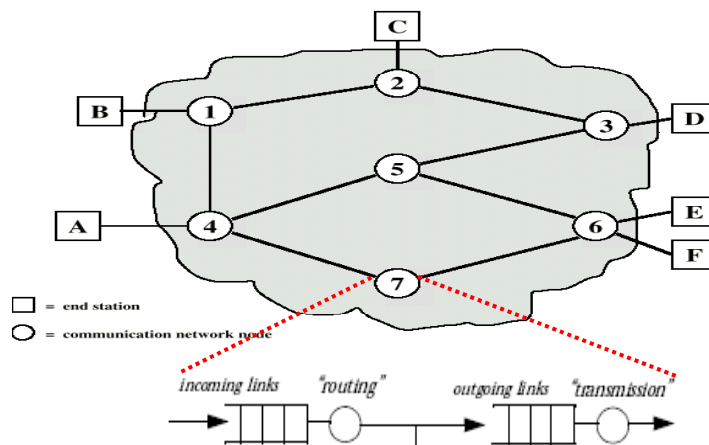 C
2
B
1
3
D
5
A
4
6
E
F
7
= end station
= communication network node
incoming links "routing" outgoing links "transmission"